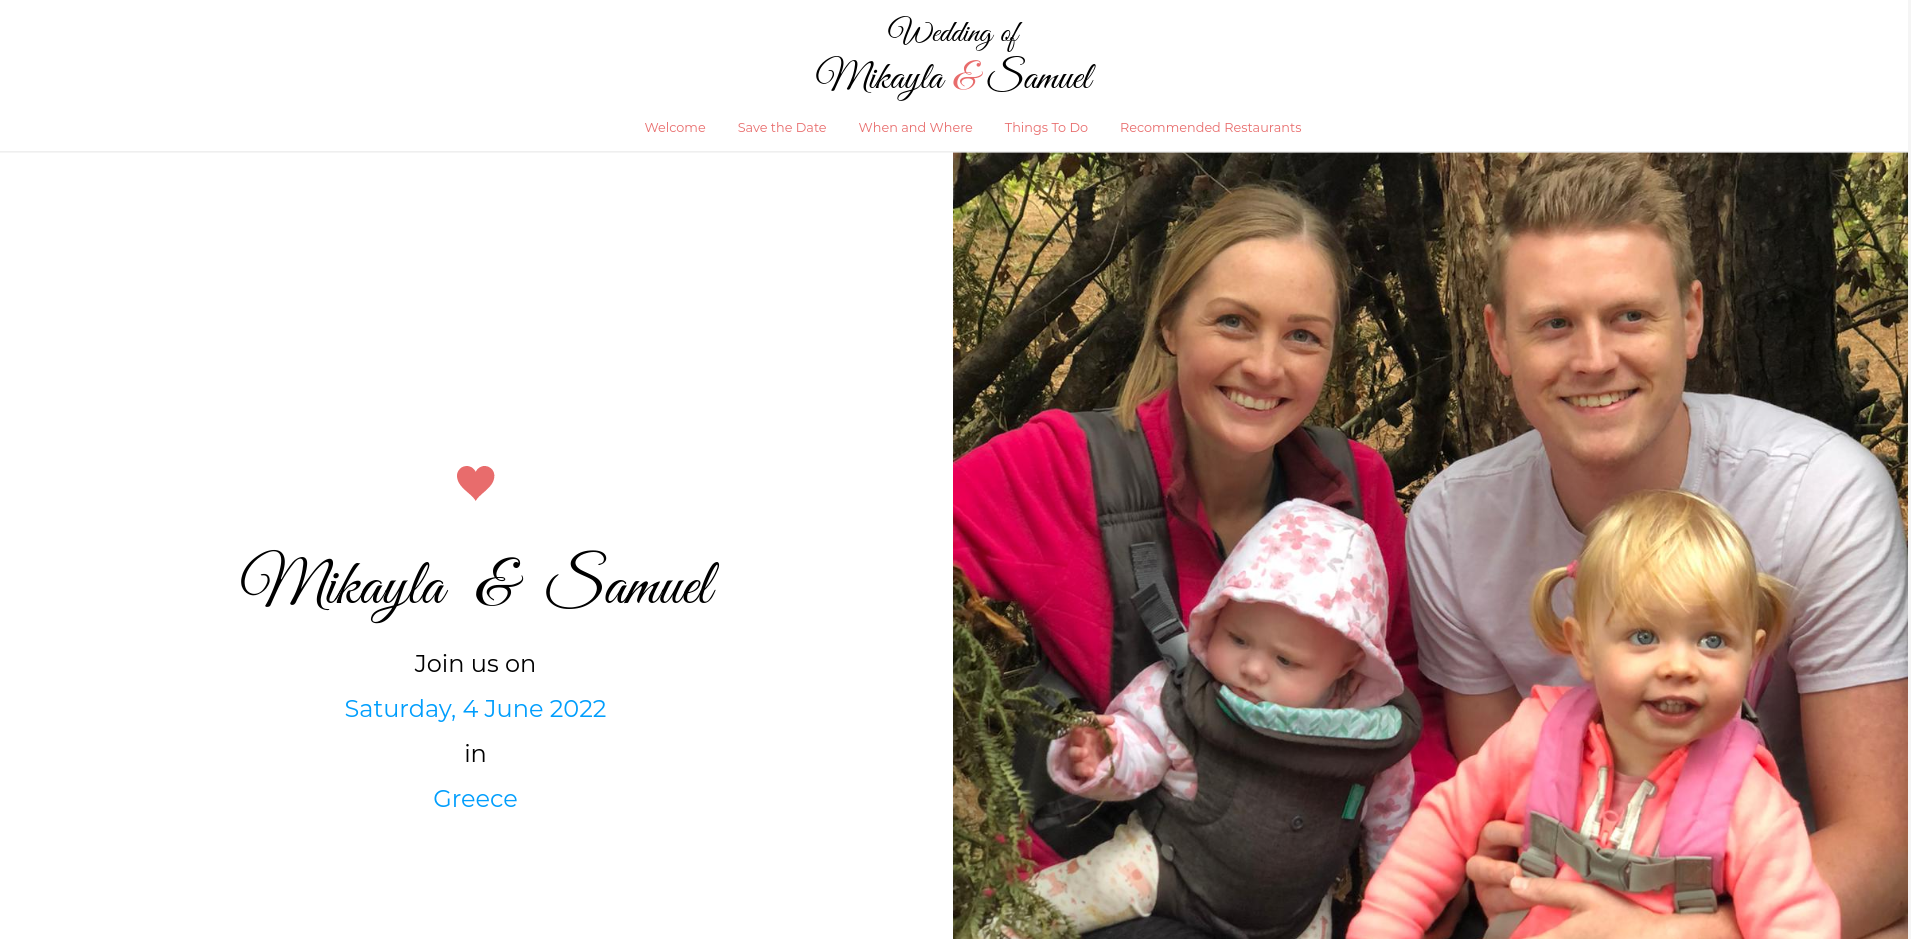 Wedding of
Mikayla & Samuel
Welcome Save the Date When and Where Things To Do Recommended Restaurants
Mikayla & Samuel
Join us on
Saturday, 4 June 2022
in
Greece